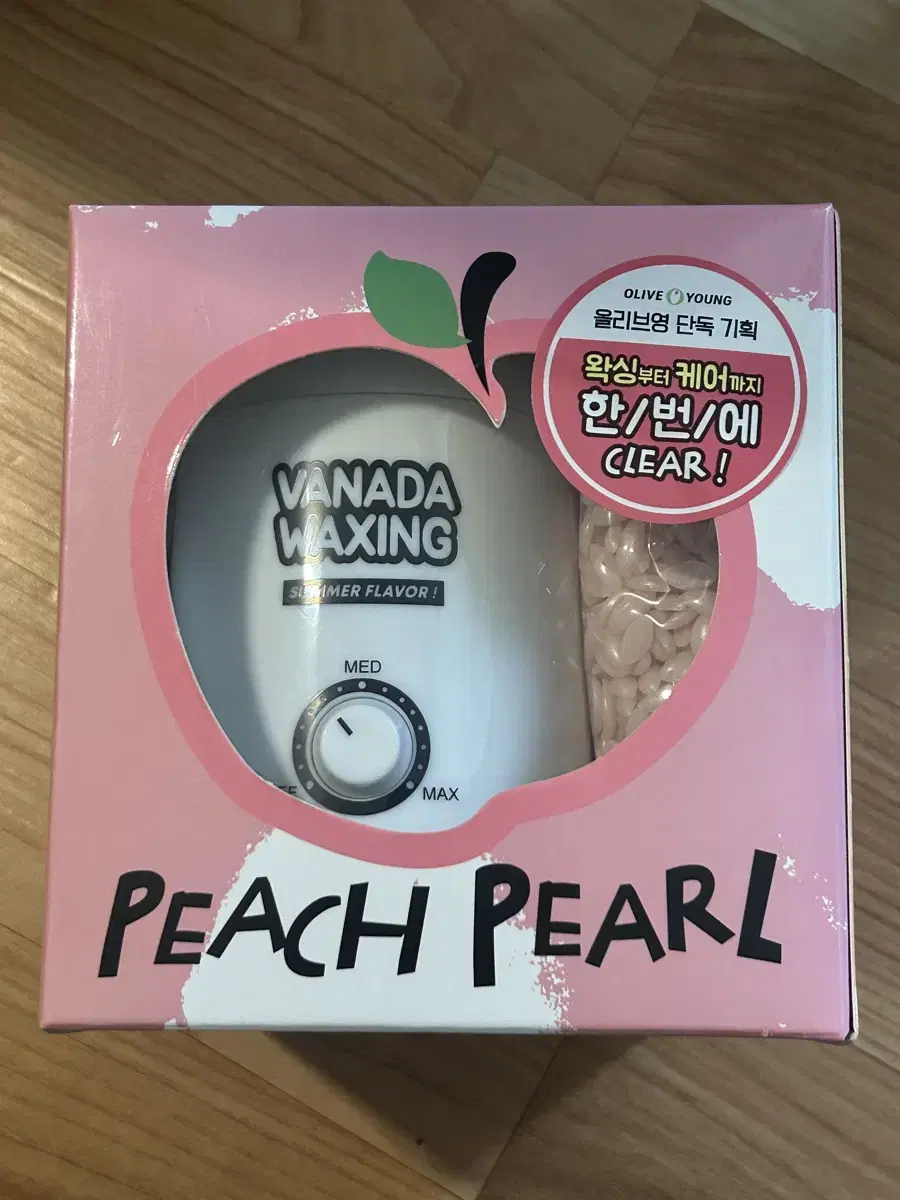 OLIVE YOUNG
올리브영 단독 기획
왁싱부터 케어까지
한/번/에
CLEAR!
VANADA
WAXING
SUMMER FLAVOR!
MED
MAX
PEACH PEARL